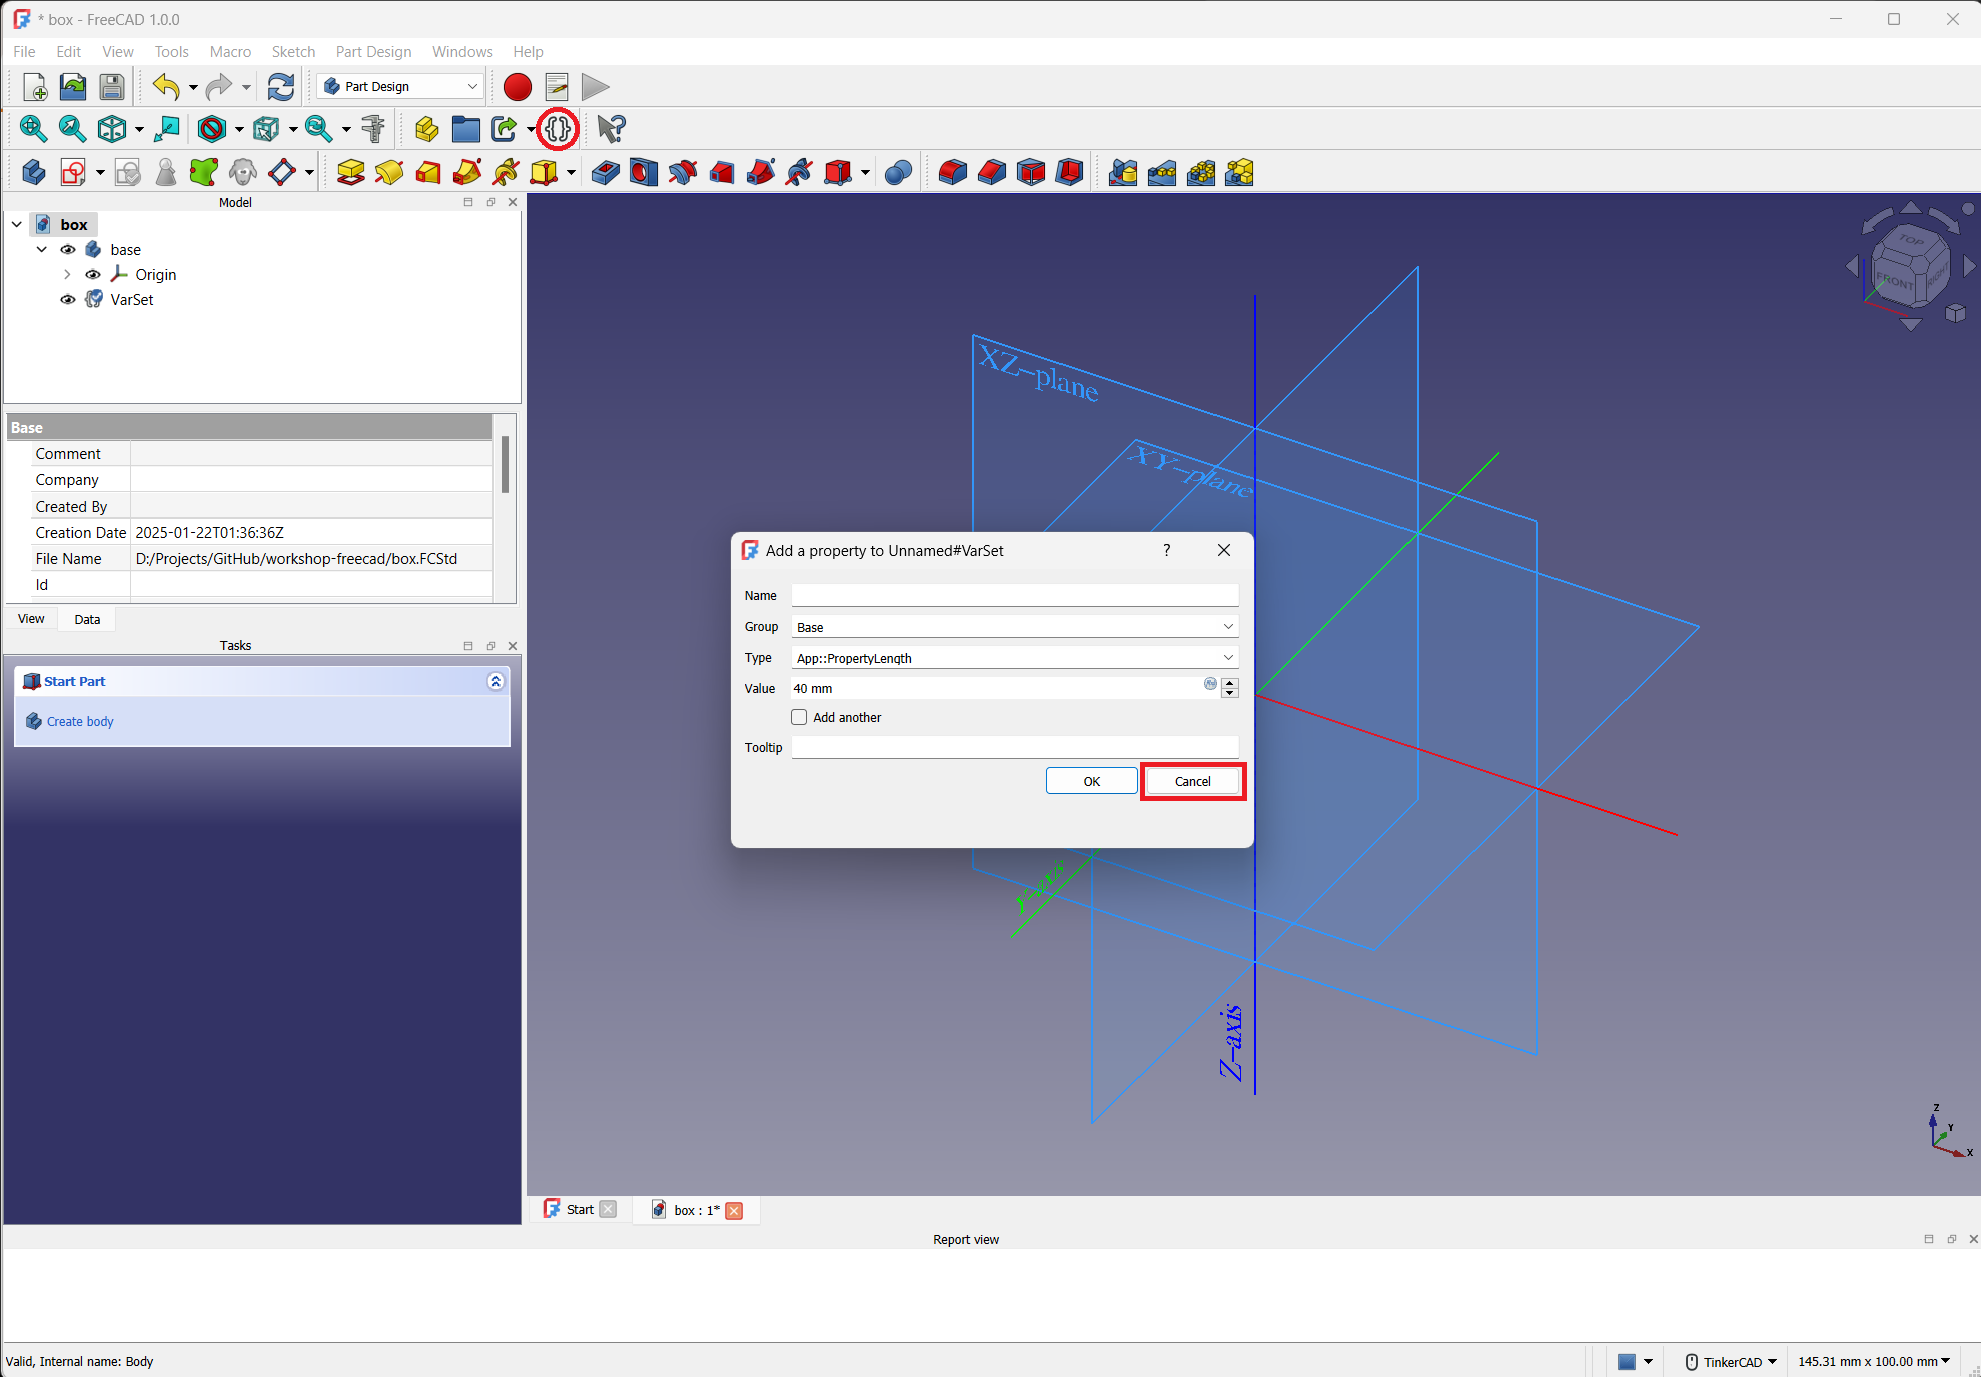 * box - FreeCAD 1.0.0
File Edit View Tools Macro Sketch Part Design Windows Help
Part Design
Model
box
base
Origin
VarSet
Base
Comment
Company
Created By
Creation Date 2025-01-22T01:36:36Z
File Name D:/Projects/GitHub/workshop-freecad/box.FCStd
Id
View Data
Tasks
Start Part
Create body
TOP
FRONT
RIGHT
XZ-plane
XY-plane
Add a property to Unnamed#VarSet ?
Name
Group Base
Type App::PropertyLength
Value 40 mm
Add another
Tooltip
OK Cancel
Y-axis
Z-axis
Z
Y
X
Start box : 1*
Report view
Valid, Internal name: Body
TinkerCAD 145.31 mm x 100.00 mm